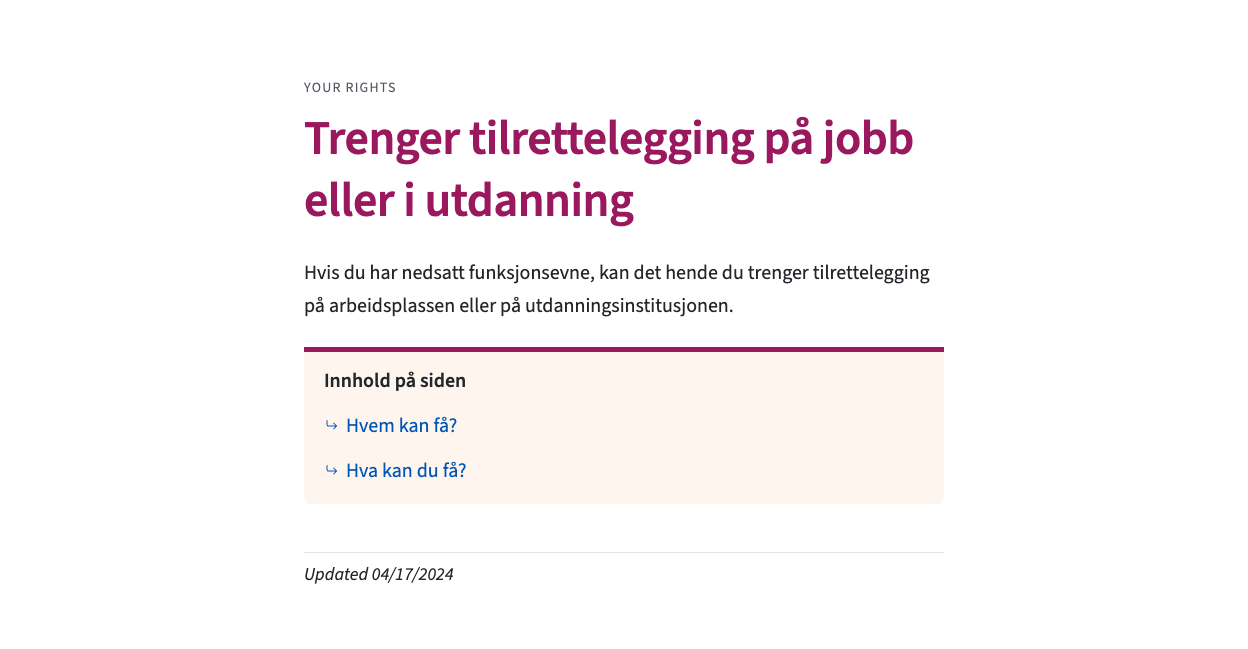 YOUR RIGHTS
Trenger tilrettelegging på jobb
eller i utdanning
Hvis du har nedsatt funksjonsevne, kan det hende du trenger tilrettelegging
på arbeidsplassen eller på utdanningsinstitusjonen.
Innhold på siden
Hvem kan få?
Hva kan du få?
Updated 04/17/2024